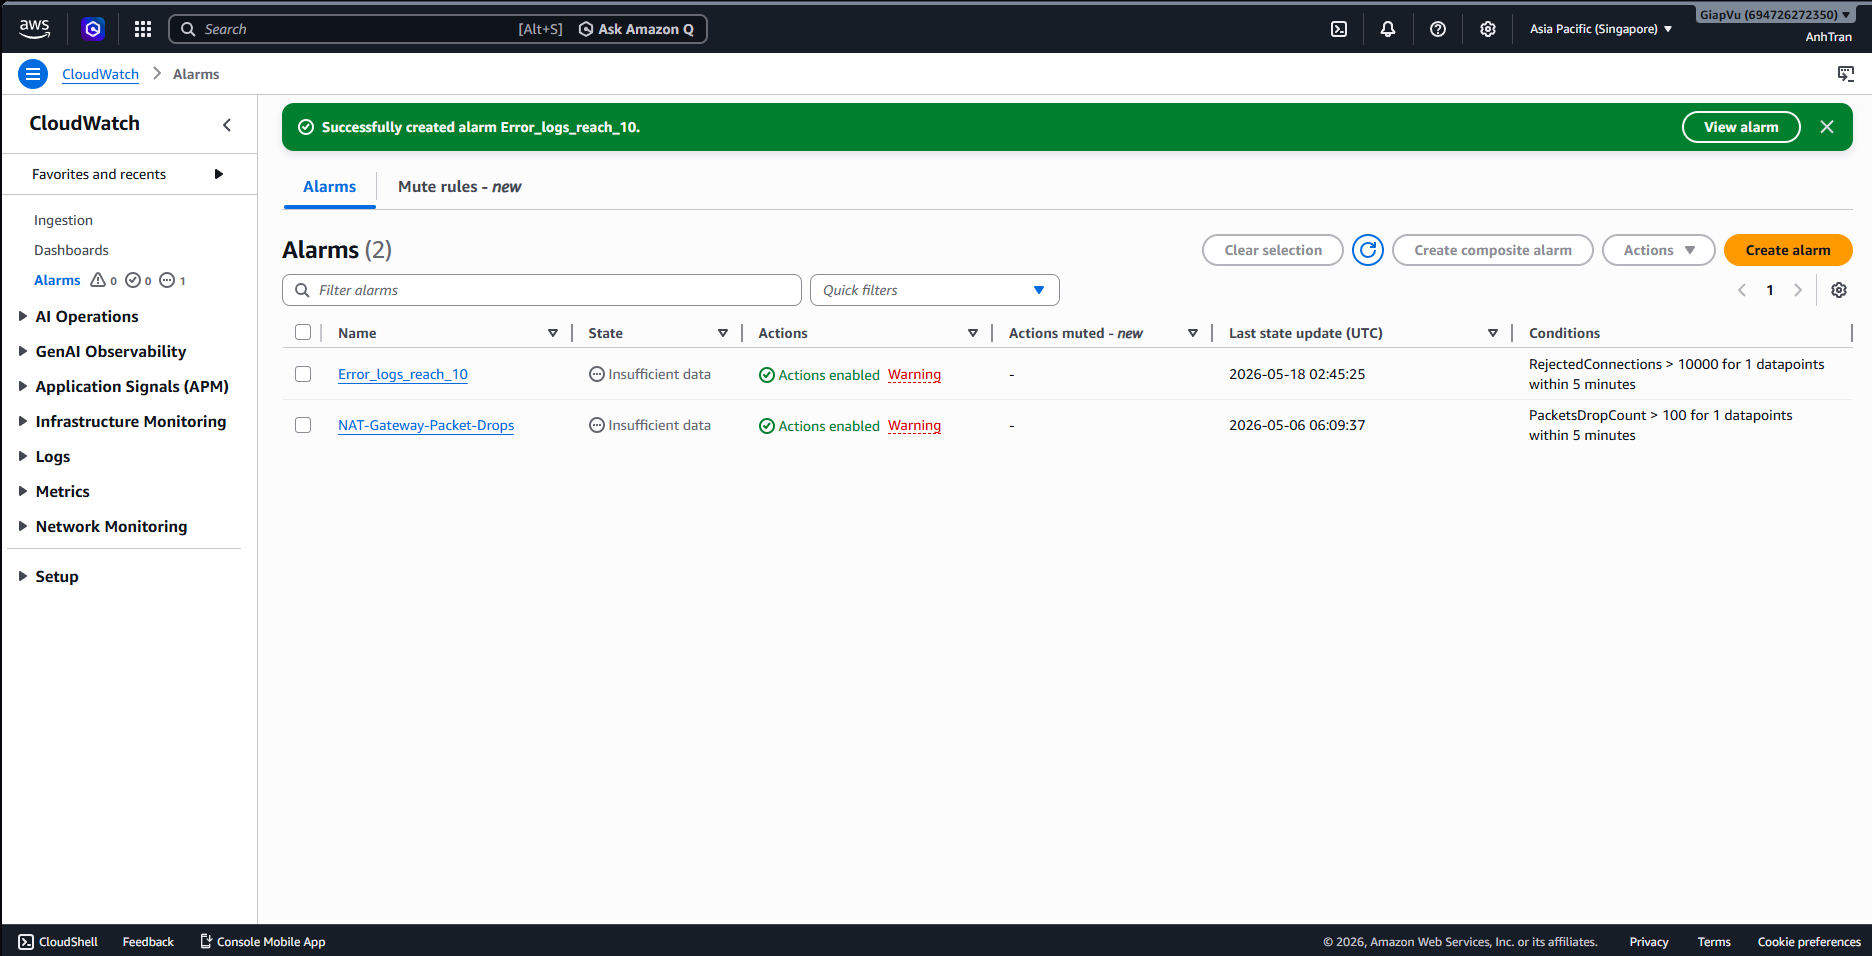 aws
Search [Alt+S] Ask Amazon Q
Asia Pacific (Singapore)
GiapVu (694726272350)
AnhTran
CloudWatch > Alarms
CloudWatch
Favorites and recents
Ingestion
Dashboards
Alarms 0 0 1
AI Operations
GenAI Observability
Application Signals (APM)
Infrastructure Monitoring
Logs
Metrics
Network Monitoring
Setup
Successfully created alarm Error_logs_reach_10.
View alarm
Alarms
Mute rules - new
Alarms (2)
Clear selection
Create composite alarm
Actions
Create alarm
Filter alarms
Quick filters
1
Name State Actions Actions muted - new Last state update (UTC) Conditions
Error_logs_reach_10 Insufficient data Actions enabled Warning - 2026-05-18 02:45:25 RejectedConnections > 10000 for 1 datapoints
within 5 minutes
NAT-Gateway-Packet-Drops Insufficient data Actions enabled Warning - 2026-05-06 06:09:37 PacketsDropCount > 100 for 1 datapoints
within 5 minutes
CloudShell Feedback Console Mobile App
© 2026, Amazon Web Services, Inc. or its affiliates. Privacy Terms Cookie preferences